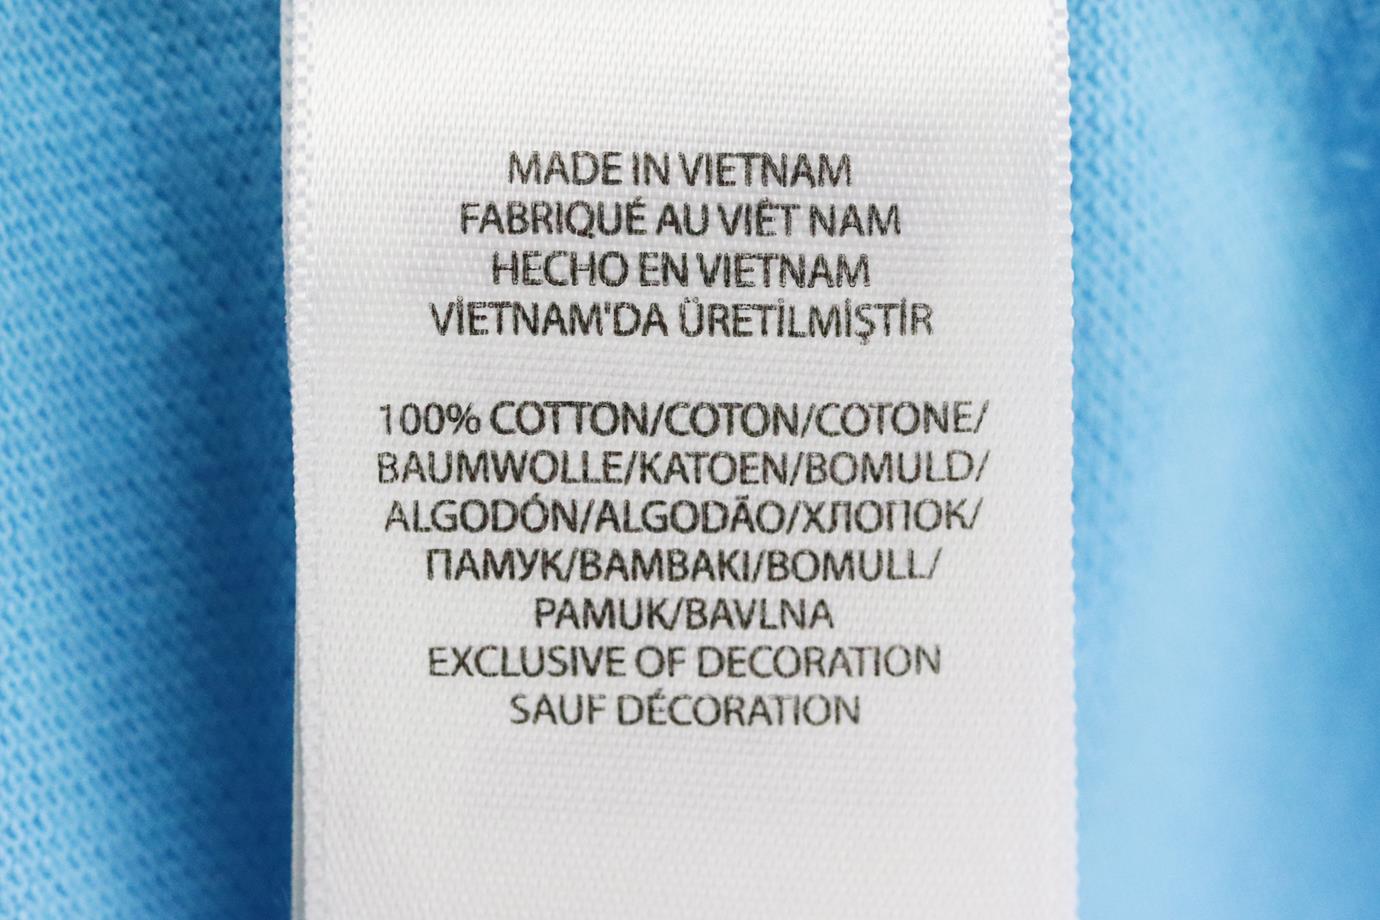 MADE IN VIETNAM
FABRIQUÉ AU VIÊT NAM
HECHO EN VIETNAM
VİETNAM'DA ÜRETİLMİŞTİR
100% COTTON/COTON/COTONE/
BAUMWOLLE/KATOEN/BOMULD/
ALGODÓN/ALGODÃO/ХЛОПОК/
ПАМУК/BAMBAKI/BOMULL/
PAMUK/BAVLNA
EXCLUSIVE OF DECORATION
SAUF DÉCORATION